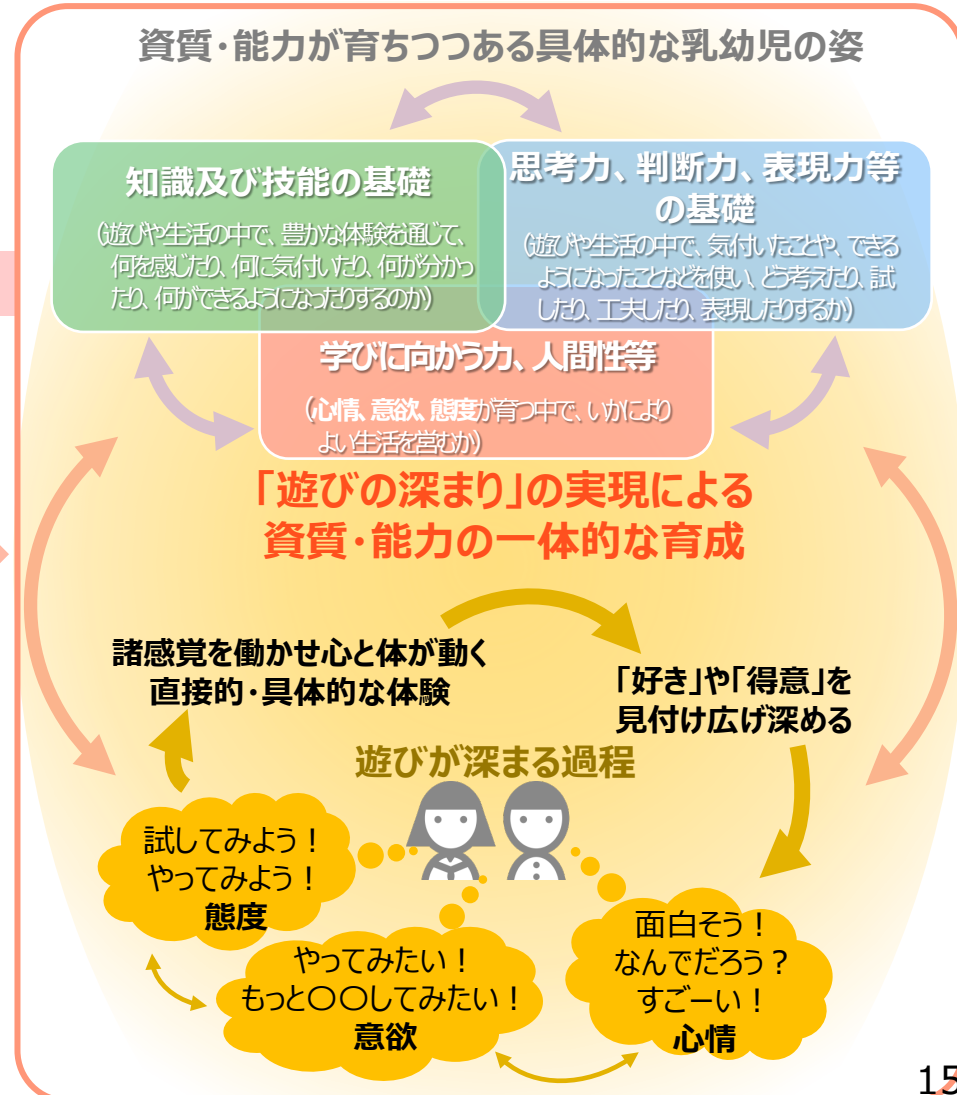 資質・能力が育ちつつある具体的な乳幼児の姿
知識及び技能の基礎
(遊びや生活の中で、豊かな体験を通じて、
何を感じたり、何に気付いたり、何が分かっ
たり、何ができるようになったりするのか)
思考力、判断力、表現力等
の基礎
(遊びや生活の中で、気付いたことや、できる
ようになったことなどを使い、どう考えたり、試
したり、工夫したり、表現したりするか)
学びに向かう力、人間性等
(心情、意欲、態度が育つ中で、いかにより
よい生活を営むか)
「遊びの深まり」の実現による
資質・能力の一体的な育成
諸感覚を働かせ心と体が動く
直接的・具体的な体験
「好き」や「得意」を
見付け広げ深める
遊びが深まる過程
試してみよう！
やってみよう！
態度
やってみたい！
もっと〇〇してみたい！
意欲
面白そう！
なんでだろう？
すごーい！
心情
15